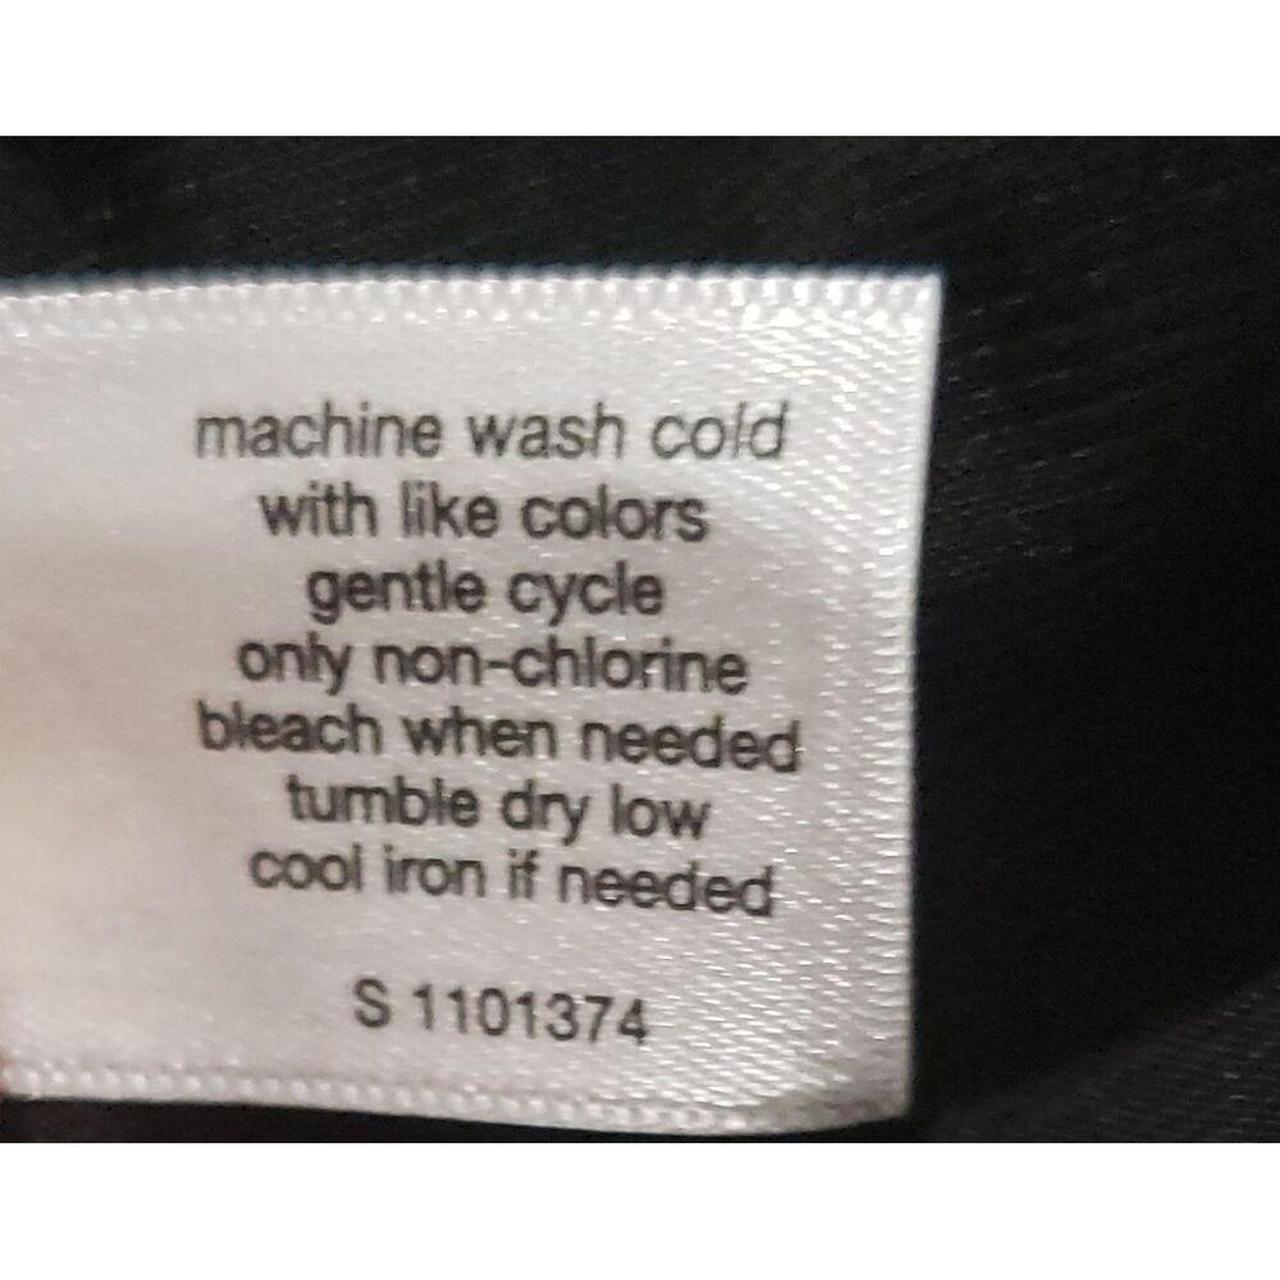 machine wash cold
with like colors
gentle cycle
only non-chlorine
bleach when needed
tumble dry low
cool iron if needed
S 1101374